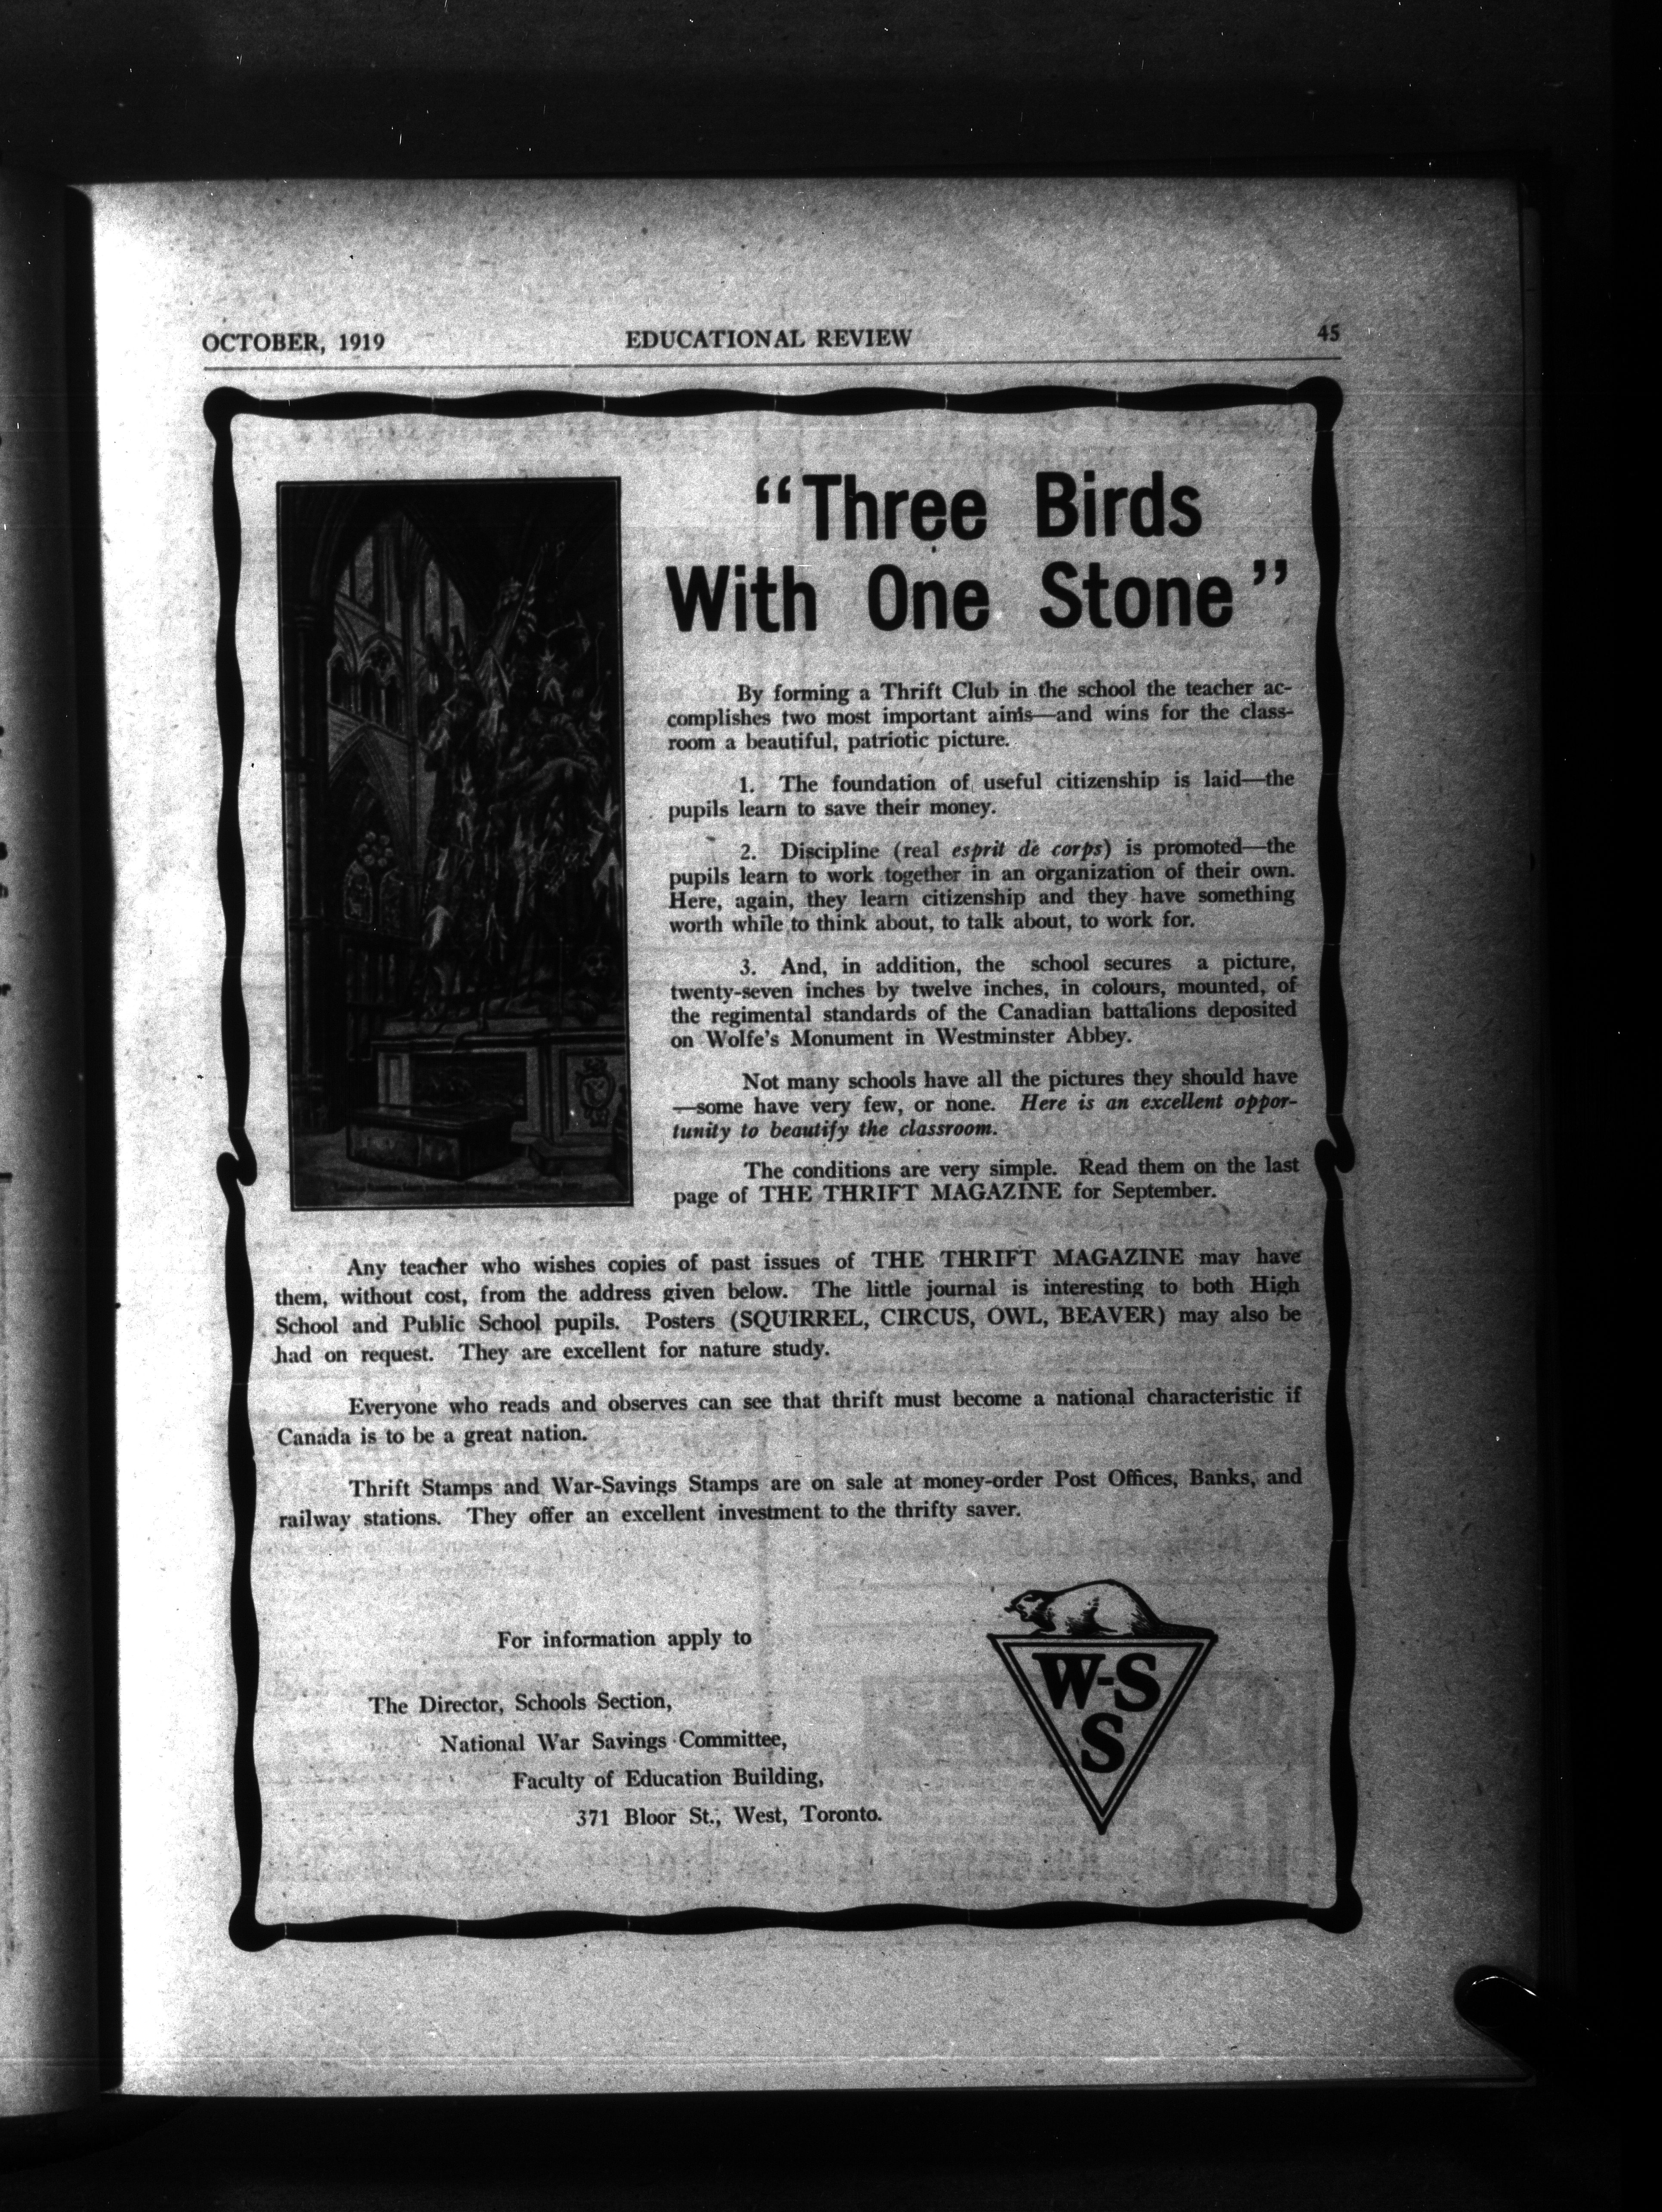 OCTOBER, 1919 EDUCATIONAL REVIEW 45
“Three Birds
With One Stone”
By forming a Thrift Club in the school the teacher ac-
complishes two most important aims—and wins for the class-
room a beautiful, patriotic picture.
1. The foundation of useful citizenship is laid—the
pupils learn to save their money.
2. Discipline (real esprit de corps) is promoted—the
pupils learn to work together in an organization of their own.
Here, again, they learn citizenship and they have something
worth while to think about, to talk about, to work for.
3. And, in addition, the school secures a picture,
twenty-seven inches by twelve inches, in colours, mounted, of
the regimental standards of the Canadian battalions deposited
on Wolfe's Monument in Westminster Abbey.
Not many schools have all the pictures they should have
—some have very few, or none. Here is an excellent oppor-
tunity to beautify the classroom.
The conditions are very simple. Read them on the last
page of THE THRIFT MAGAZINE for September.
Any teacher who wishes copies of past issues of THE THRIFT MAGAZINE may have
them, without cost, from the address given below. The little journal is interesting to both High
School and Public School pupils. Posters (SQUIRREL, CIRCUS, OWL, BEAVER) may also be
had on request. They are excellent for nature study.
Everyone who reads and observes can see that thrift must become a national characteristic if
Canada is to be a great nation.
Thrift Stamps and War-Savings Stamps are on sale at money-order Post Offices, Banks, and
railway stations. They offer an excellent investment to the thrifty saver.
For information apply to
The Director, Schools Section,
National War Savings Committee,
Faculty of Education Building,
371 Bloor St., West, Toronto.
W-S
S